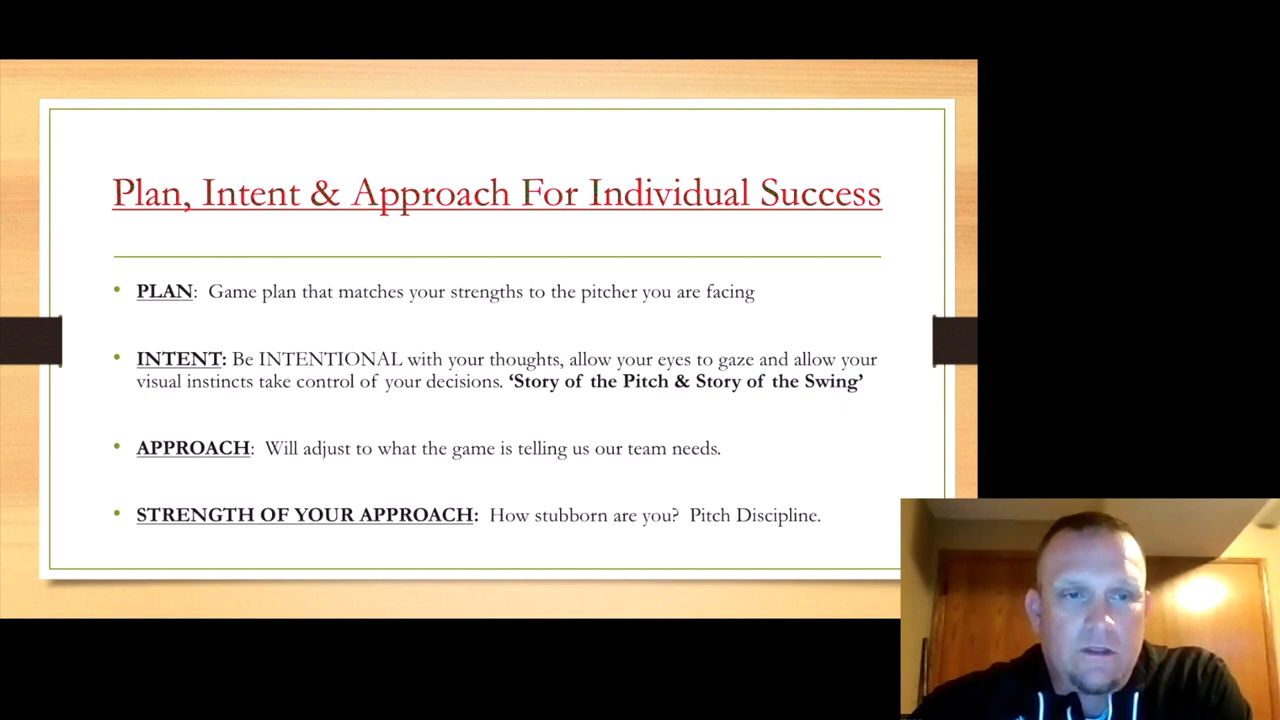 Plan, Intent & Approach For Individual Success
• PLAN: Game plan that matches your strengths to the pitcher you are facing
• INTENT: Be INTENTIONAL with your thoughts, allow your eyes to gaze and allow your
visual instincts take control of your decisions. ‘Story of the Pitch & Story of the Swing’
• APPROACH: Will adjust to what the game is telling us our team needs.
• STRENGTH OF YOUR APPROACH: How stubborn are you? Pitch Discipline.